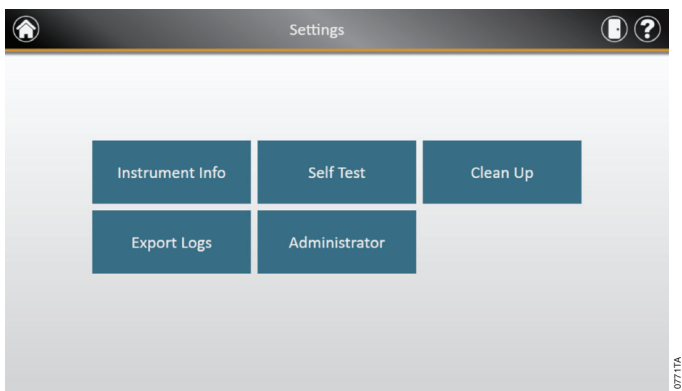 Settings
?
Instrument Info
Self Test
Clean Up
Export Logs
Administrator
0771TA